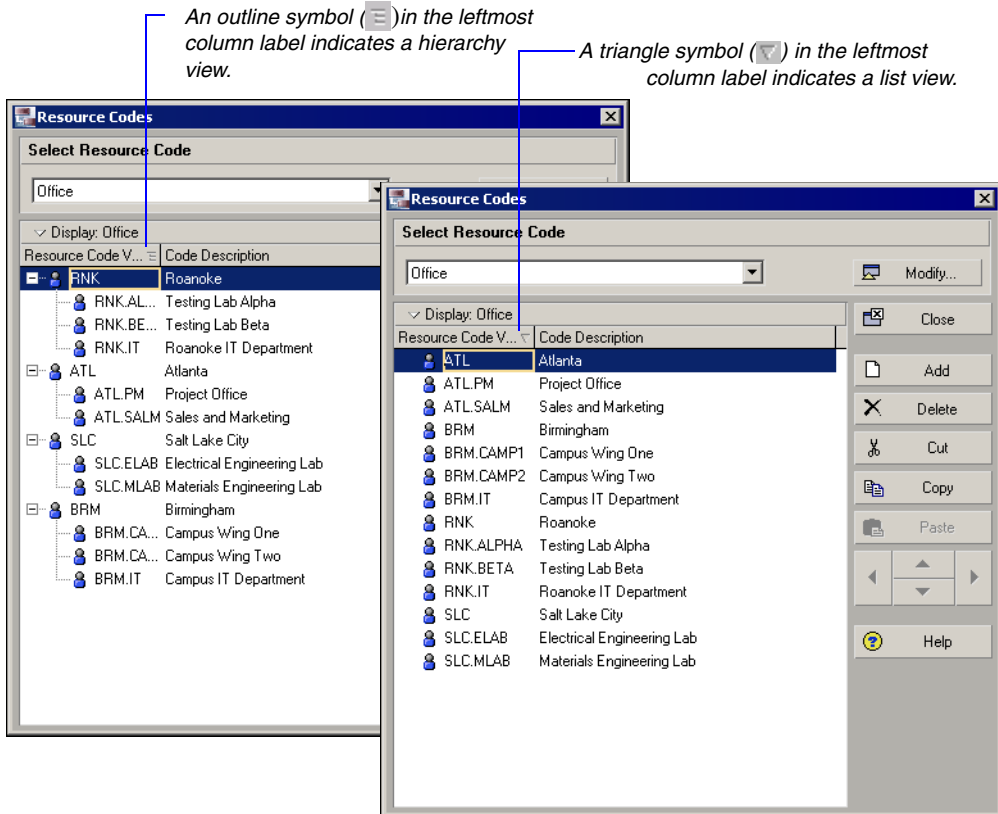 An outline symbol ( )in the leftmost
column label indicates a hierarchy
view.
A triangle symbol ( ) in the leftmost
column label indicates a list view.
Resource Codes
Select Resource Code
Office
Display: Office
Resource Code V... Code Description
RNK Roanoke
RNK.AL... Testing Lab Alpha
RNK.BE... Testing Lab Beta
RNK.IT Roanoke IT Department
ATL Atlanta
ATL.PM Project Office
ATL.SALM Sales and Marketing
SLC Salt Lake City
SLC.ELAB Electrical Engineering Lab
SLC.MLAB Materials Engineering Lab
BRM Birmingham
BRM.CA... Campus Wing One
BRM.CA... Campus Wing Two
BRM.IT Campus IT Department
Resource Codes
Select Resource Code
Office
Modify...
Display: Office
Resource Code V... Code Description
ATL Atlanta
ATL.PM Project Office
ATL.SALM Sales and Marketing
BRM Birmingham
BRM.CAMP1 Campus Wing One
BRM.CAMP2 Campus Wing Two
BRM.IT Campus IT Department
RNK Roanoke
RNK.ALPHA Testing Lab Alpha
RNK.BETA Testing Lab Beta
RNK.IT Roanoke IT Department
SLC Salt Lake City
SLC.ELAB Electrical Engineering Lab
SLC.MLAB Materials Engineering Lab
Close
Add
Delete
Cut
Copy
Paste
Help